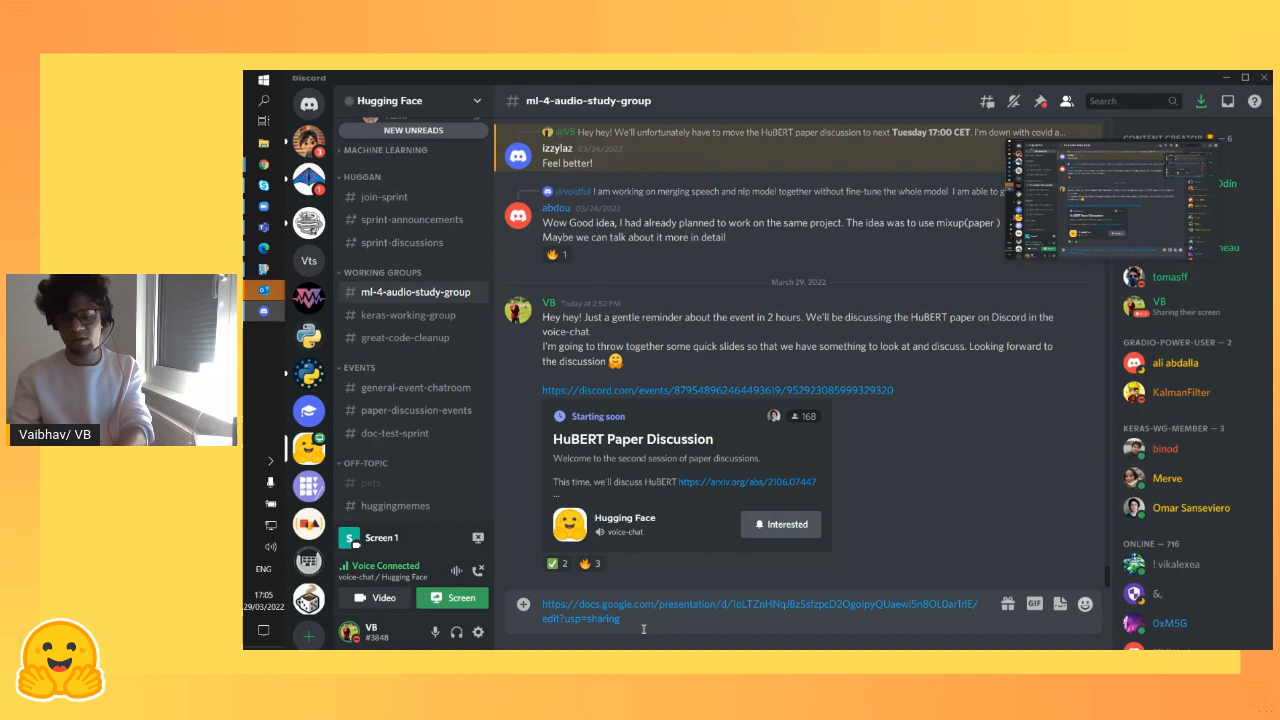 Discord
Hugging Face
# ml-4-audio-study-group
Search
NEW UNREADS
MACHINE LEARNING
HUGGAN
# join-sprint
# sprint-announcements
# sprint-discussions
WORKING GROUPS
# ml-4-audio-study-group
# keras-working-group
# great-code-cleanup
EVENTS
# general-event-chatroom
# paper-discussion-events
# doc-test-sprint
OFF-TOPIC
# pets
# huggingmemes
Screen 1
Voice Connected
voice-chat / Hugging Face
Video
Screen
VB
#3848
3
1
Vts
ENG
17:05
29/03/2022
@VB Hey hey! We'll unfortunately have to move the HuBERT paper discussion to next Tuesday 17:00 CET. I'm down with covid a...
izzylaz 03/24/2022
Feel better!
@voidful I am working on merging speech and nlp model together without fine-tune the whole model I am able to
abdou 03/24/2022
Wow Good idea, I had already planned to work on the same project. The idea was to use mixup(paper )
Maybe we can talk about it more in detail
1
March 29, 2022
VB Today at 2:52 PM
Hey hey! Just a gentle reminder about the event in 2 hours. We'll be discussing the HuBERT paper on Discord in the
voice-chat.
I'm going to throw together some quick slides so that we have something to look at and discuss. Looking forward to
the discussion
https://discord.com/events/879548962464493619/952923085999329320
Starting soon
168
HuBERT Paper Discussion
Welcome to the second session of paper discussions.
This time, we'll discuss HuBERT https://arxiv.org/abs/2106.07447
...
Hugging Face
voice-chat
Interested
2
3
edit?usp=sharing
GIF
CONTENT CREATOR — 6
Odín
neau
tomasff
VB
Sharing their screen
GRADIO-POWER-USER — 2
ali abdalla
KalmanFilter
KERAS-WG-MEMBER — 3
binod
Merve
Omar Sanseviero
ONLINE — 716
! vikalexea
&,
0xM5G
Vaibhav/ VB